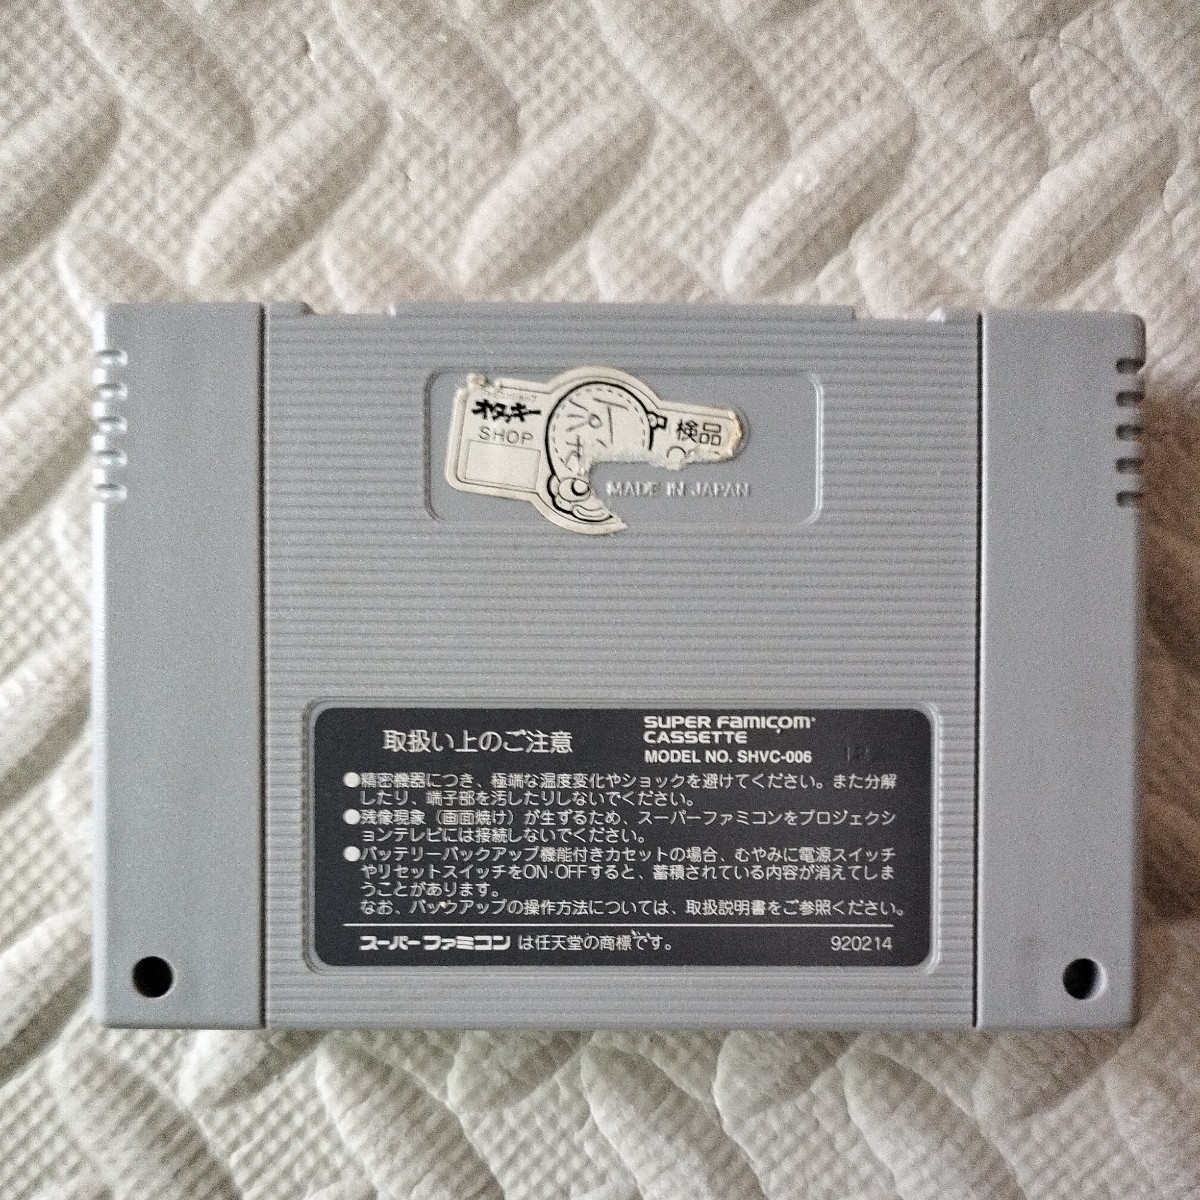 オタッキー
SHOP
検品
MADE IN JAPAN
取扱い上のご注意
SUPER FAMICOM
CASSETTE
MODEL NO. SHVC-006
●精密機器につき、極端な温度変化やショックを避けてください。また分解
したり、端子部を汚したりしないでください。
●残像現象（画面焼け）が生ずるため、スーパーファミコンをプロジェクシ
ョンテレビには接続しないでください。
●バッテリーバックアップ機能付きカセットの場合、むやみに電源スイッチ
やリセットスイッチをON・OFFすると、蓄積されている内容が消えてしま
うことがあります。
なお、バックアップの操作方法については、取扱説明書をご参照ください。
スーパーファミコン は任天堂の商標です。
920214